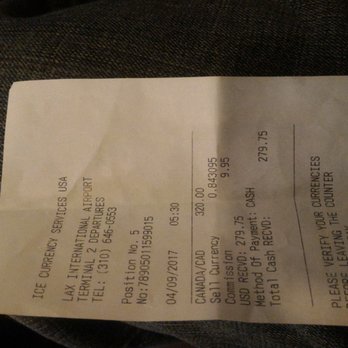 ICE CURRENCY SERVICES USA
LAX INTERNATIONAL AIRPORT
TERMINAL 2 DEPARTURES
TEL: (310) 646-0553
Position No. 5
No:78905011599015
04/09/2017 05:30
CANADA/CAD 320.00
Sell Currency 0.843095
Commission 9.95
USD RECVD: 279.75
Method Of Payment: CASH
Total Cash RECVD: 279.75
PLEASE VERIFY YOUR CURRENCIES
BEFORE LEAVING THE COUNTER